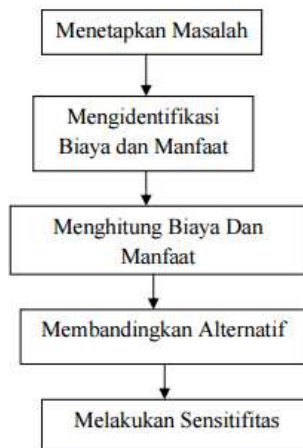 Menetapkan Masalah
Mengidentifikasi
Biaya dan Manfaat
Menghitung Biaya Dan
Manfaat
Membandingkan Alternatif
Melakukan Sensitifitas